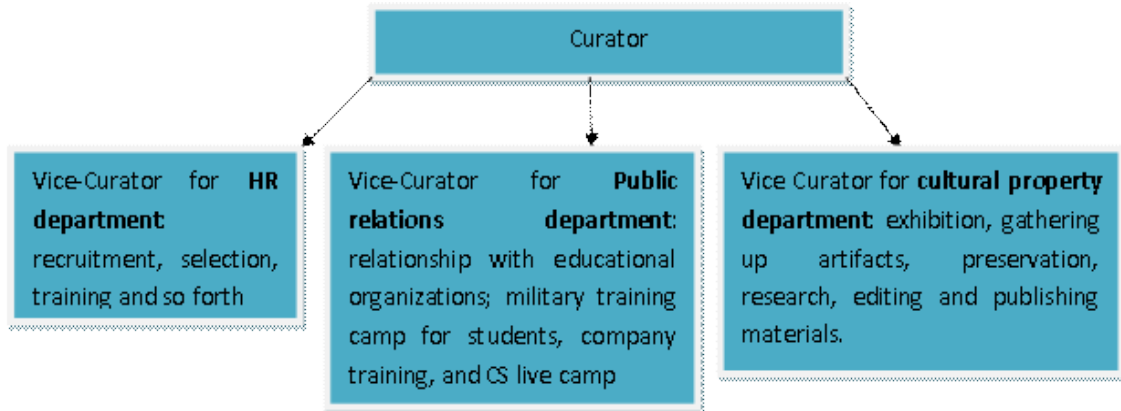 Curator
Vice-Curator for HR
department:
recruitment, selection,
training and so forth
Vice-Curator for Public
relations department:
relationship with educational
organizations; military training
camp for students, company
training, and CS live camp
Vice Curator for cultural property
department: exhibition, gathering
up artifacts, preservation,
research, editing and publishing
materials.